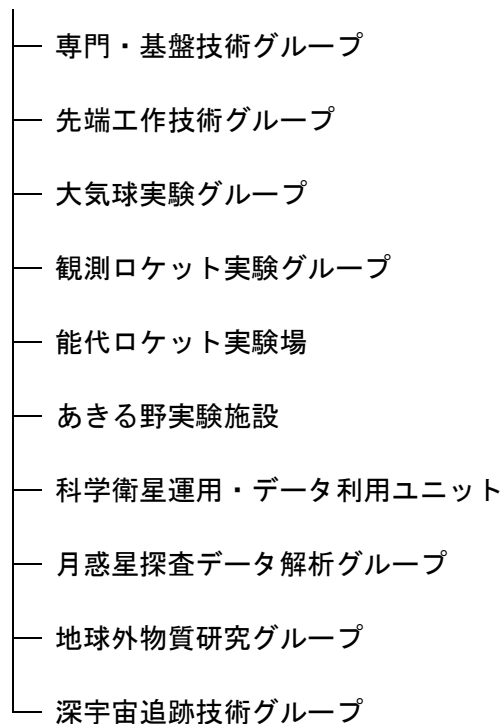 専門・基盤技術グループ
先端工作技術グループ
大気球実験グループ
観測ロケット実験グループ
能代ロケット実験場
あきる野実験施設
科学衛星運用・データ利用ユニット
月惑星探査データ解析グループ
地球外物質研究グループ
深宇宙追跡技術グループ